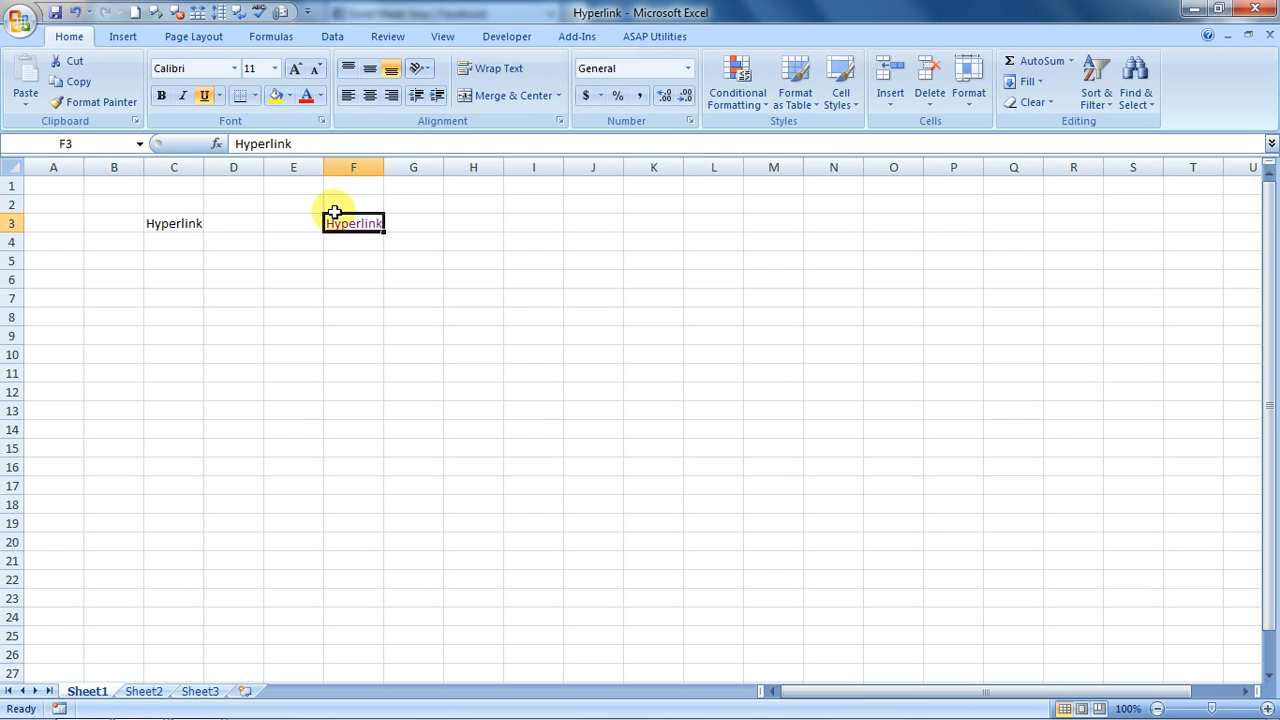 Hyperlink - Microsoft Excel
Home Insert Page Layout Formulas Data Review View Developer Add-Ins ASAP Utilities
Paste
Cut
Copy
Format Painter
Clipboard
Calibri 11
B I U A
Font
Wrap Text
Merge & Center
Alignment
General
$ % ,
Number
Conditional Formatting
Format as Table
Cell Styles
Styles
Insert Delete Format
Cells
Σ AutoSum
Fill
Clear
Sort & Filter
Find & Select
Editing
F3 fx Hyperlink
A B C D E F G H I J K L M N O P Q R S T U
1
2
3 Hyperlink Hyperlink
4
5
6
7
8
9
10
11
12
13
14
15
16
17
18
19
20
21
22
23
24
25
26
27
Sheet1 Sheet2 Sheet3
Ready 100%